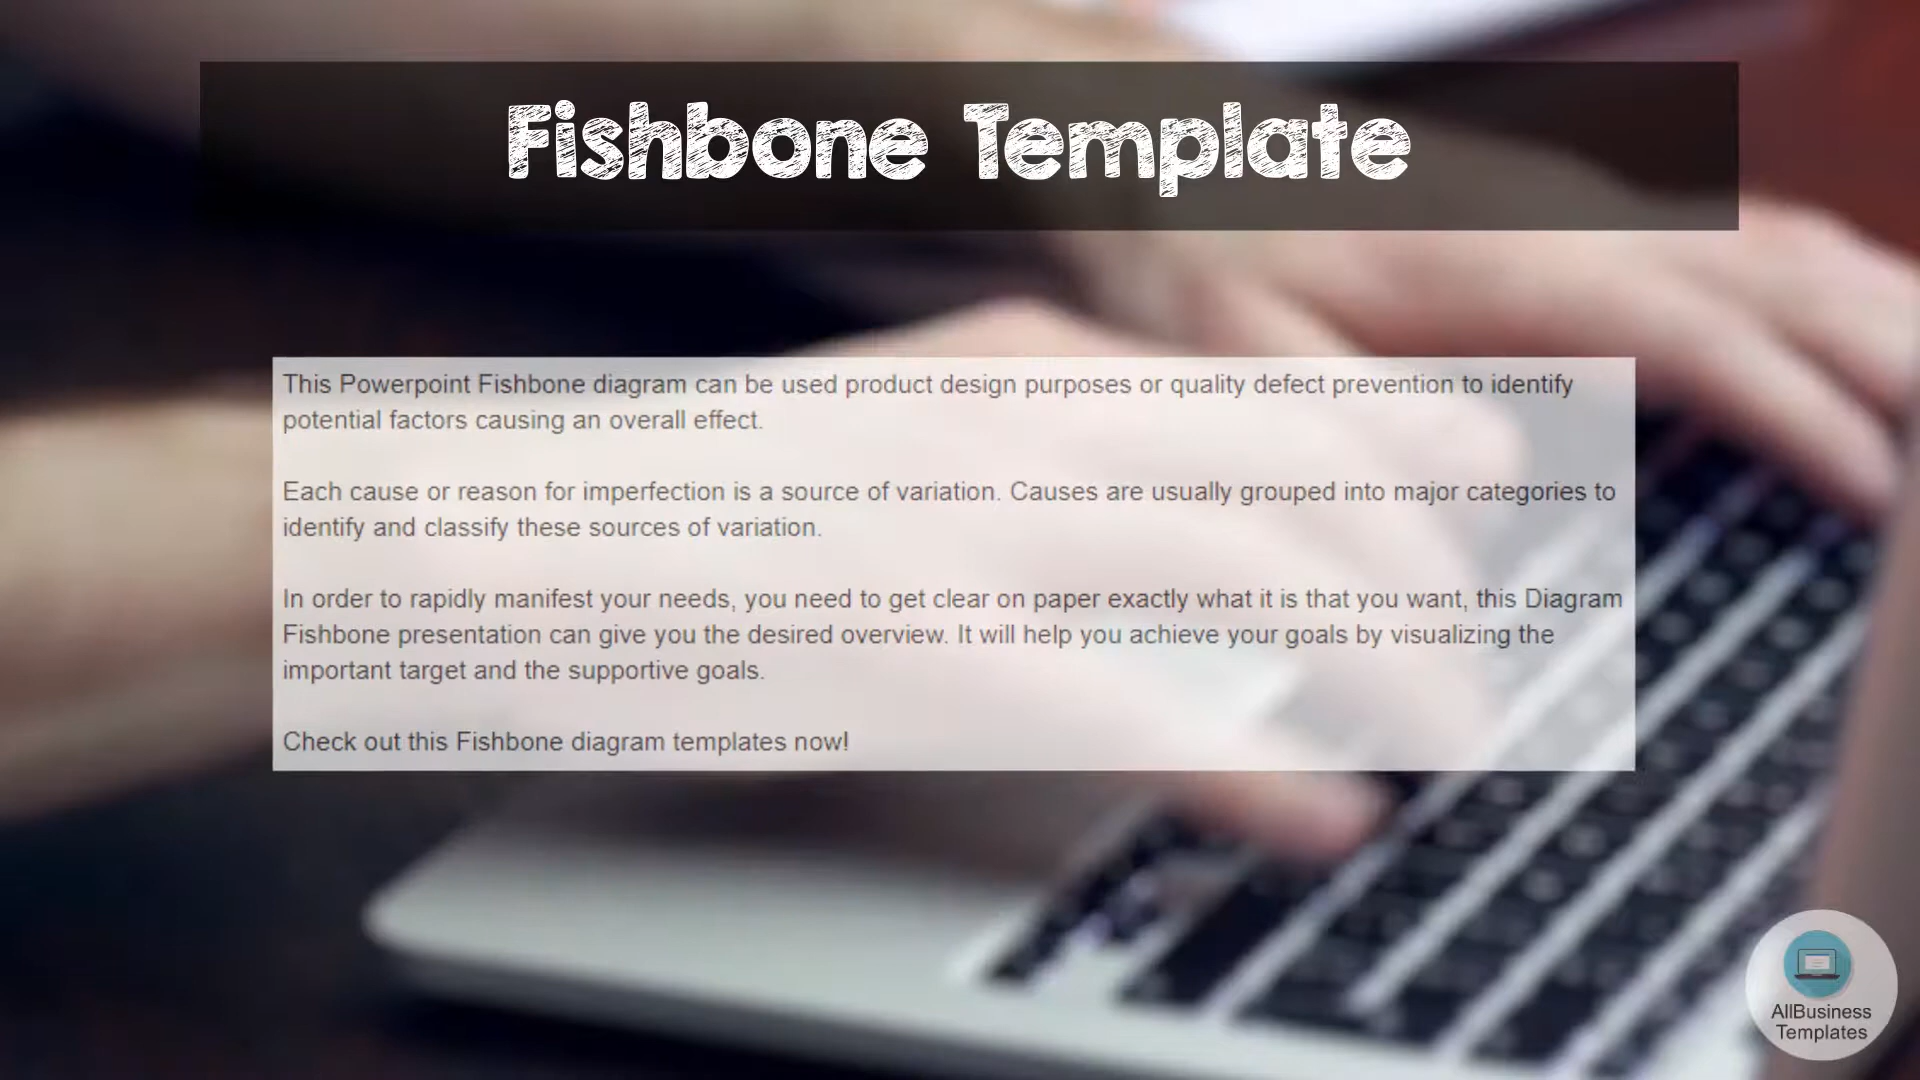 Fishbone Template
This Powerpoint Fishbone diagram can be used product design purposes or quality defect prevention to identify
potential factors causing an overall effect.
Each cause or reason for imperfection is a source of variation. Causes are usually grouped into major categories to
identify and classify these sources of variation.
In order to rapidly manifest your needs, you need to get clear on paper exactly what it is that you want, this Diagram
Fishbone presentation can give you the desired overview. It will help you achieve your goals by visualizing the
important target and the supportive goals.
Check out this Fishbone diagram templates now!
AllBusiness
Templates